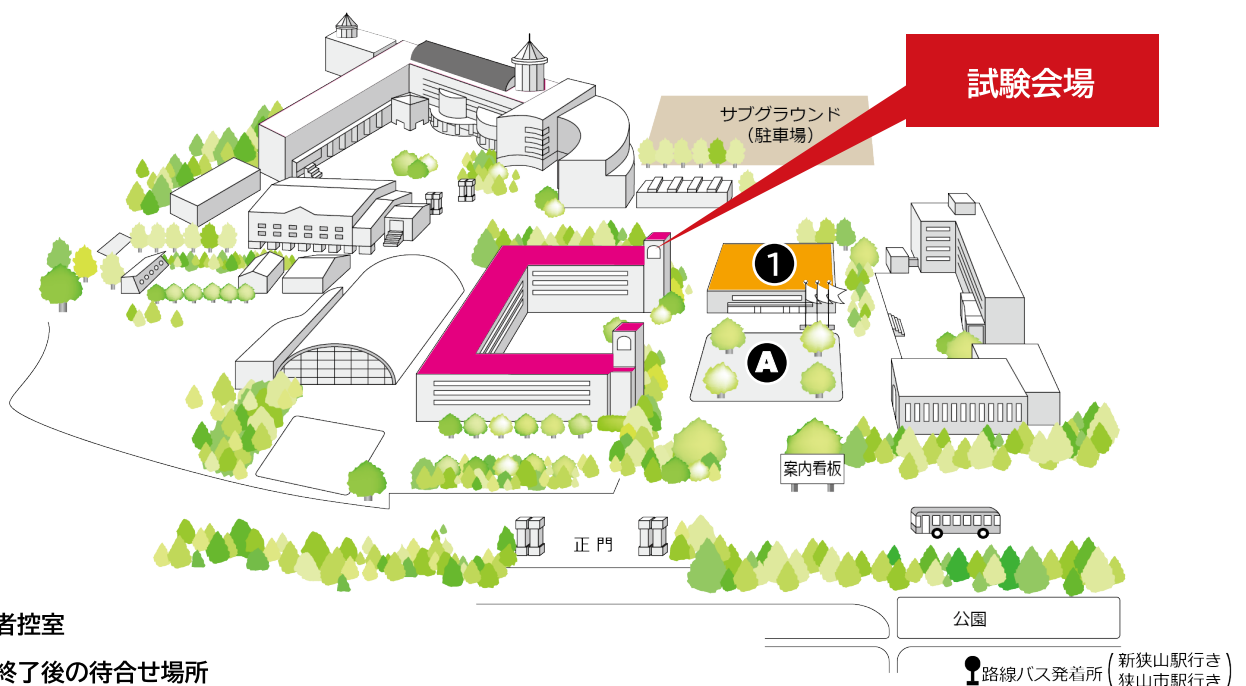 試験会場
サブグラウンド
（駐車場）
1
A
案内看板
正門
公園
者控室
終了後の待合せ場所
路線バス発着所（新狭山駅行き
狭山市駅行き）